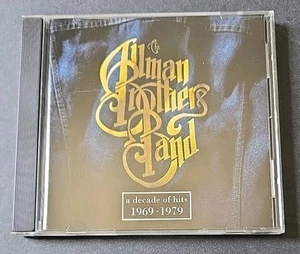 The
Allman
Brothers
Band
a decade of hits
1969 - 1979